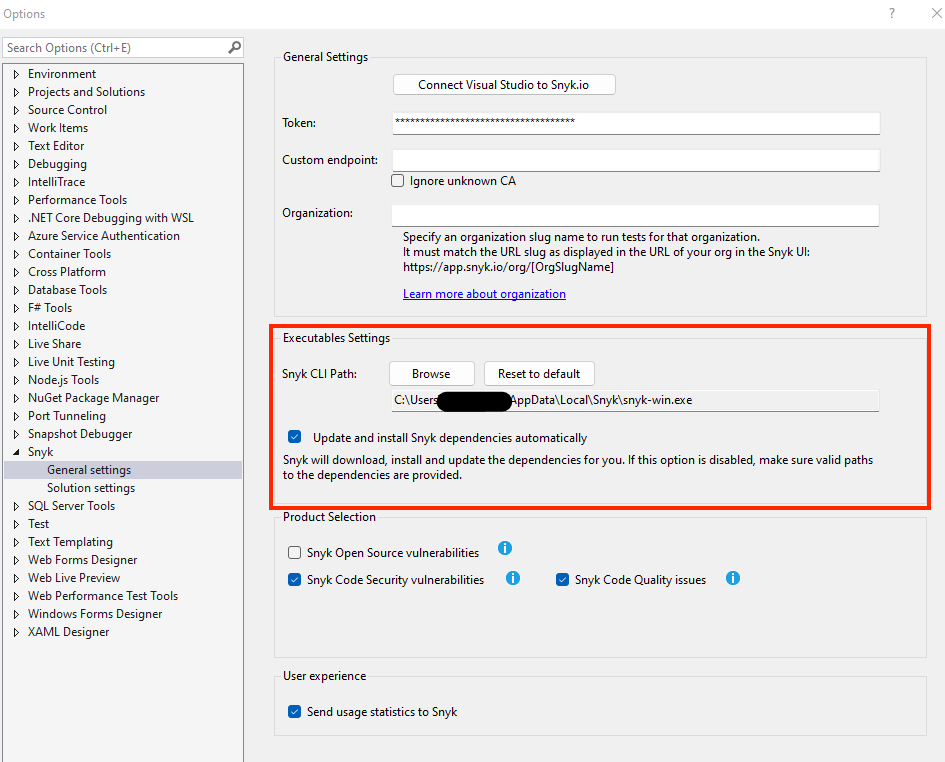 Options
?
Search Options (Ctrl+E)
Environment
Projects and Solutions
Source Control
Work Items
Text Editor
Debugging
IntelliTrace
Performance Tools
.NET Core Debugging with WSL
Azure Service Authentication
Container Tools
Cross Platform
Database Tools
F# Tools
IntelliCode
Live Share
Live Unit Testing
Node.js Tools
NuGet Package Manager
Port Tunneling
Snapshot Debugger
Snyk
General settings
Solution settings
SQL Server Tools
Test
Text Templating
Web Forms Designer
Web Live Preview
Web Performance Test Tools
Windows Forms Designer
XAML Designer
General Settings
Connect Visual Studio to Snyk.io
Token: ************************************
Custom endpoint:
Ignore unknown CA
Organization:
Specify an organization slug name to run tests for that organization.
It must match the URL slug as displayed in the URL of your org in the Snyk UI:
https://app.snyk.io/org/[OrgSlugName]
Learn more about organization
Executables Settings
Snyk CLI Path: Browse Reset to default
C:\Users AppData\Local\Snyk\snyk-win.exe
Update and install Snyk dependencies automatically
Snyk will download, install and update the dependencies for you. If this option is disabled, make sure valid paths
to the dependencies are provided.
Product Selection
Snyk Open Source vulnerabilities
Snyk Code Security vulnerabilities Snyk Code Quality issues
User experience
Send usage statistics to Snyk